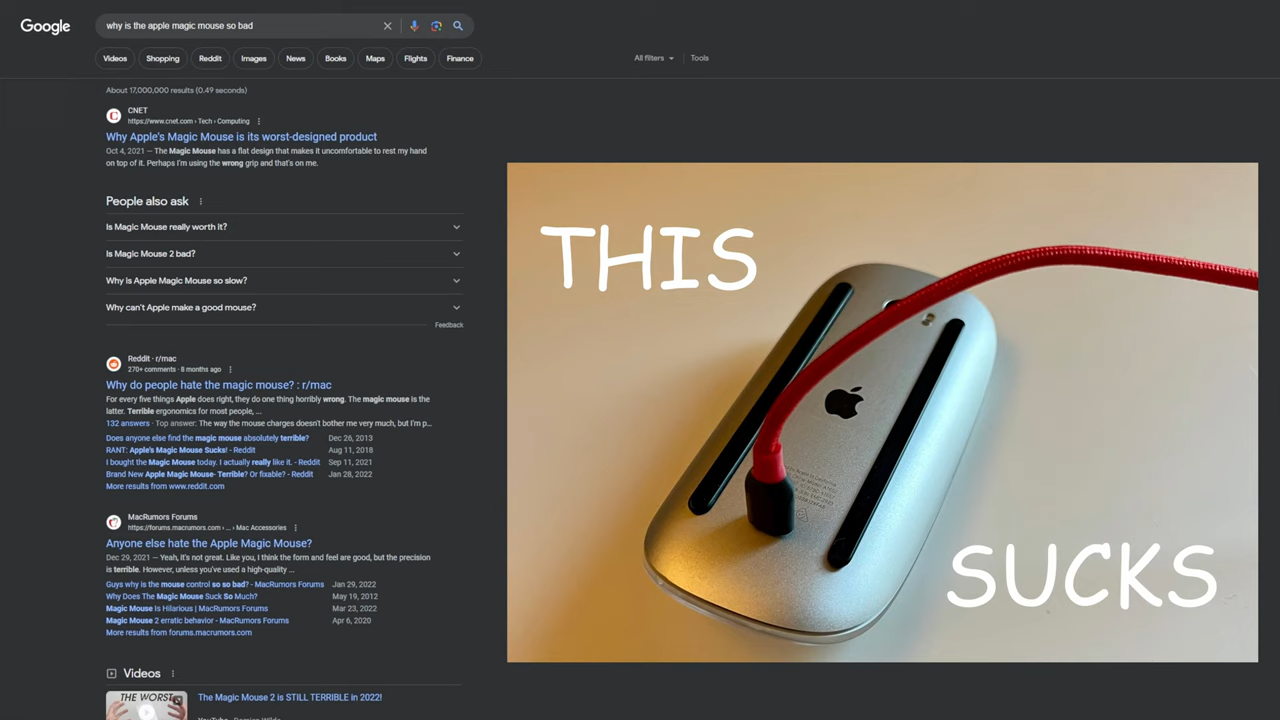 Google
why is the apple magic mouse so bad
Videos
Shopping
Reddit
Images
News
Books
Maps
Flights
Finance
All filters
Tools
About 17,000,000 results (0.49 seconds)
CNET
https://www.cnet.com › Tech › Computing
Why Apple's Magic Mouse is its worst-designed product
Oct 4, 2021 — The Magic Mouse has a flat design that makes it uncomfortable to rest my hand
on top of it. Perhaps I'm using the wrong grip and that's on me.
People also ask
Is Magic Mouse really worth it?
Is Magic Mouse 2 bad?
Why is Apple Magic Mouse so slow?
Why can't Apple make a good mouse?
Feedback
Reddit · r/mac
270+ comments · 8 months ago
Why do people hate the magic mouse? : r/mac
For every five things Apple does right, they do one thing horribly wrong. The magic mouse is the
latter. Terrible ergonomics for most people, ...
132 answers · Top answer: The way the mouse charges doesn't bother me very much, but I'm p...
Does anyone else find the magic mouse absolutely terrible? Dec 26, 2013
RANT: Apple's Magic Mouse Sucks! - Reddit Aug 11, 2018
I bought the Magic Mouse today. I actually really like it. - Reddit Sep 11, 2021
Brand New Apple Magic Mouse- Terrible? Or fixable? - Reddit Jan 28, 2022
More results from www.reddit.com
MacRumors Forums
https://forums.macrumors.com › ... › Mac Accessories
Anyone else hate the Apple Magic Mouse?
Dec 29, 2021 — Yeah, it's not great. Like you, I think the form and feel are good, but the precision
is terrible. However, unless you've used a high-quality ...
Guys why is the mouse control so so bad? - MacRumors Forums Jan 29, 2022
Why Does The Magic Mouse Suck So Much? May 19, 2012
Magic Mouse Is Hilarious | MacRumors Forums Mar 23, 2022
Magic Mouse 2 erratic behavior - MacRumors Forums Apr 6, 2020
More results from forums.macrumors.com
Videos
THE WORST
The Magic Mouse 2 is STILL TERRIBLE in 2022!
THIS
SUCKS